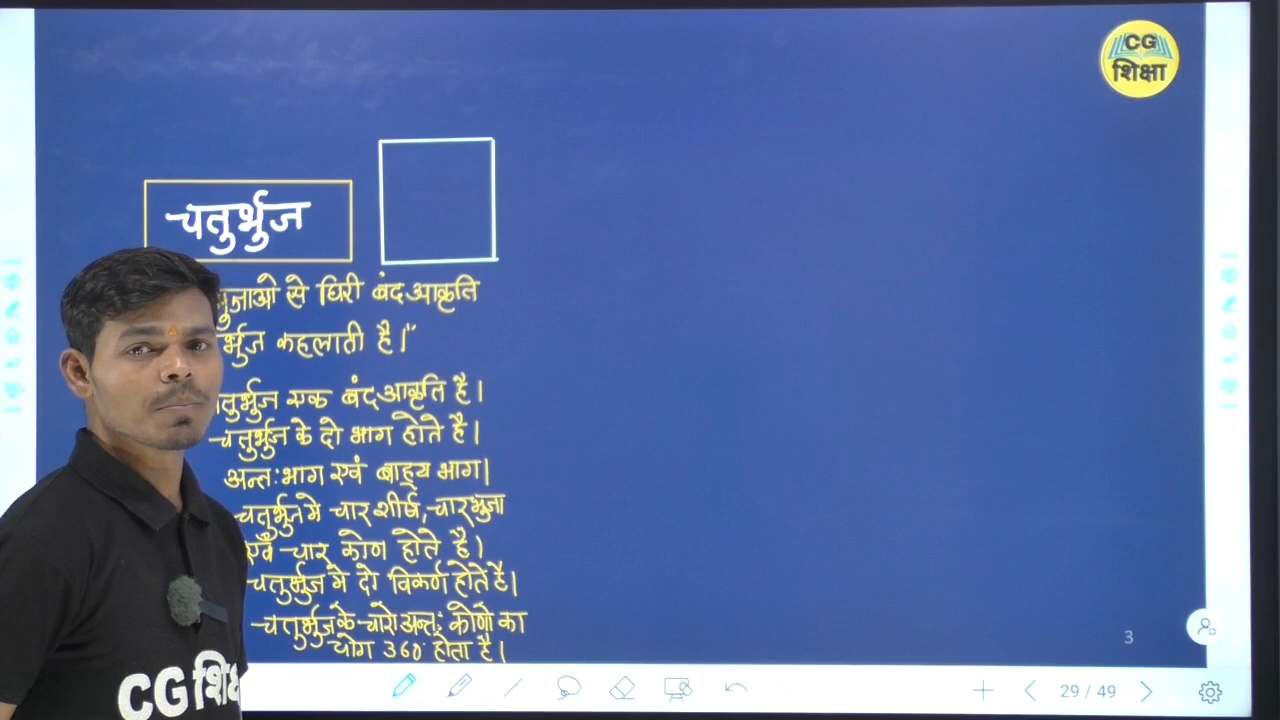 CG
शिक्षा
चतुर्भुज
भुजाओ से घिरी बंद आकृति
र्भुज कहलाती है।"
तुर्भुज एक बंद आकृति है।
चतुर्भुज के दो भाग होते है।
अन्तःभाग एवं बाह्य भाग।
चतुर्भुज मे चार शीर्ष, चार भुजा
एवं चार कोण होते है।
चतुर्भुज मे दो विकर्ण होते है।
चतुर्भुज के चारो अन्तः कोणो का
योग 360° होता है।
CG शि
3
29 / 49